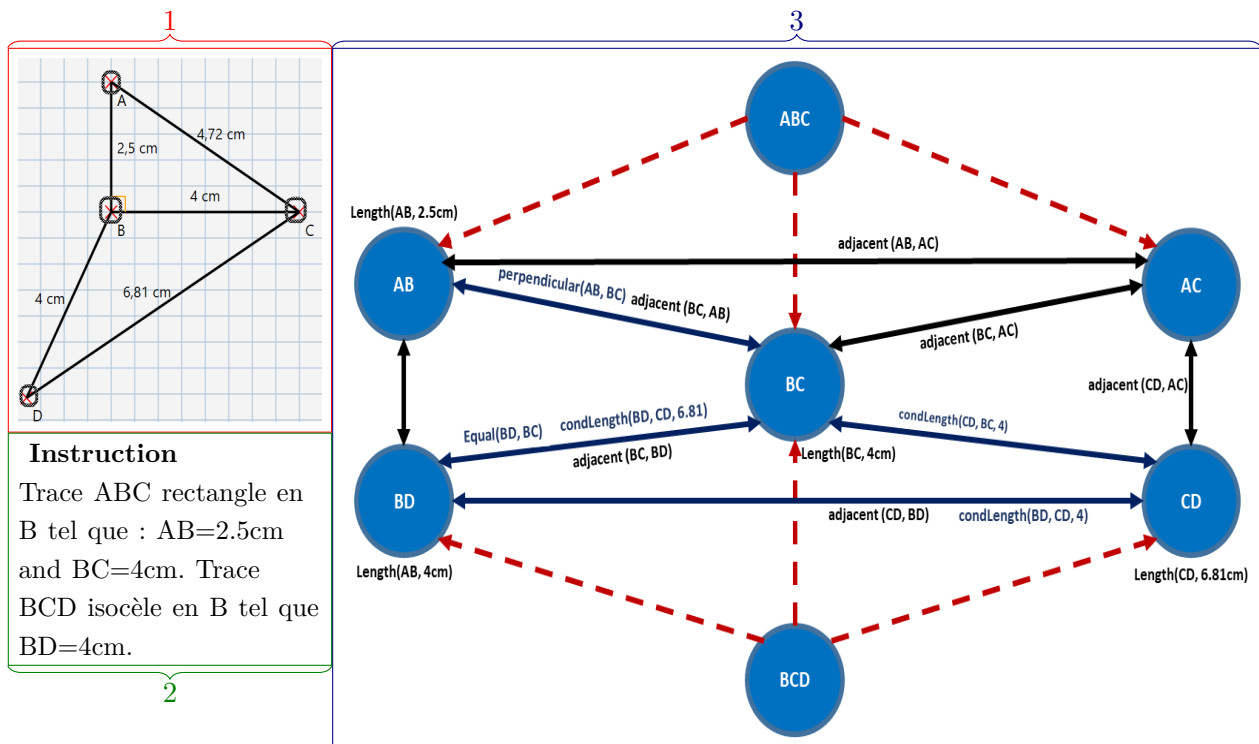 1
A
4,72 cm
2,5 cm
4 cm
B
C
4 cm
6,81 cm
D
Instruction
Trace ABC rectangle en
B tel que : AB=2.5cm
and BC=4cm. Trace
BCD isocèle en B tel que
BD=4cm.
2
3
ABC
Length(AB, 2.5cm)
adjacent (AB, AC)
AB
perpendicular(AB, BC)
adjacent (BC, AB)
AC
adjacent (BC, AC)
BC
adjacent (CD, AC)
Equal(BD, BC) condLength(BD, CD, 6.81)
adjacent (BC, BD)
condLength(CD, BC, 4)
Length(BC, 4cm)
BD
adjacent (CD, BD) condLength(BD, CD, 4)
CD
Length(AB, 4cm)
Length(CD, 6.81cm)
BCD